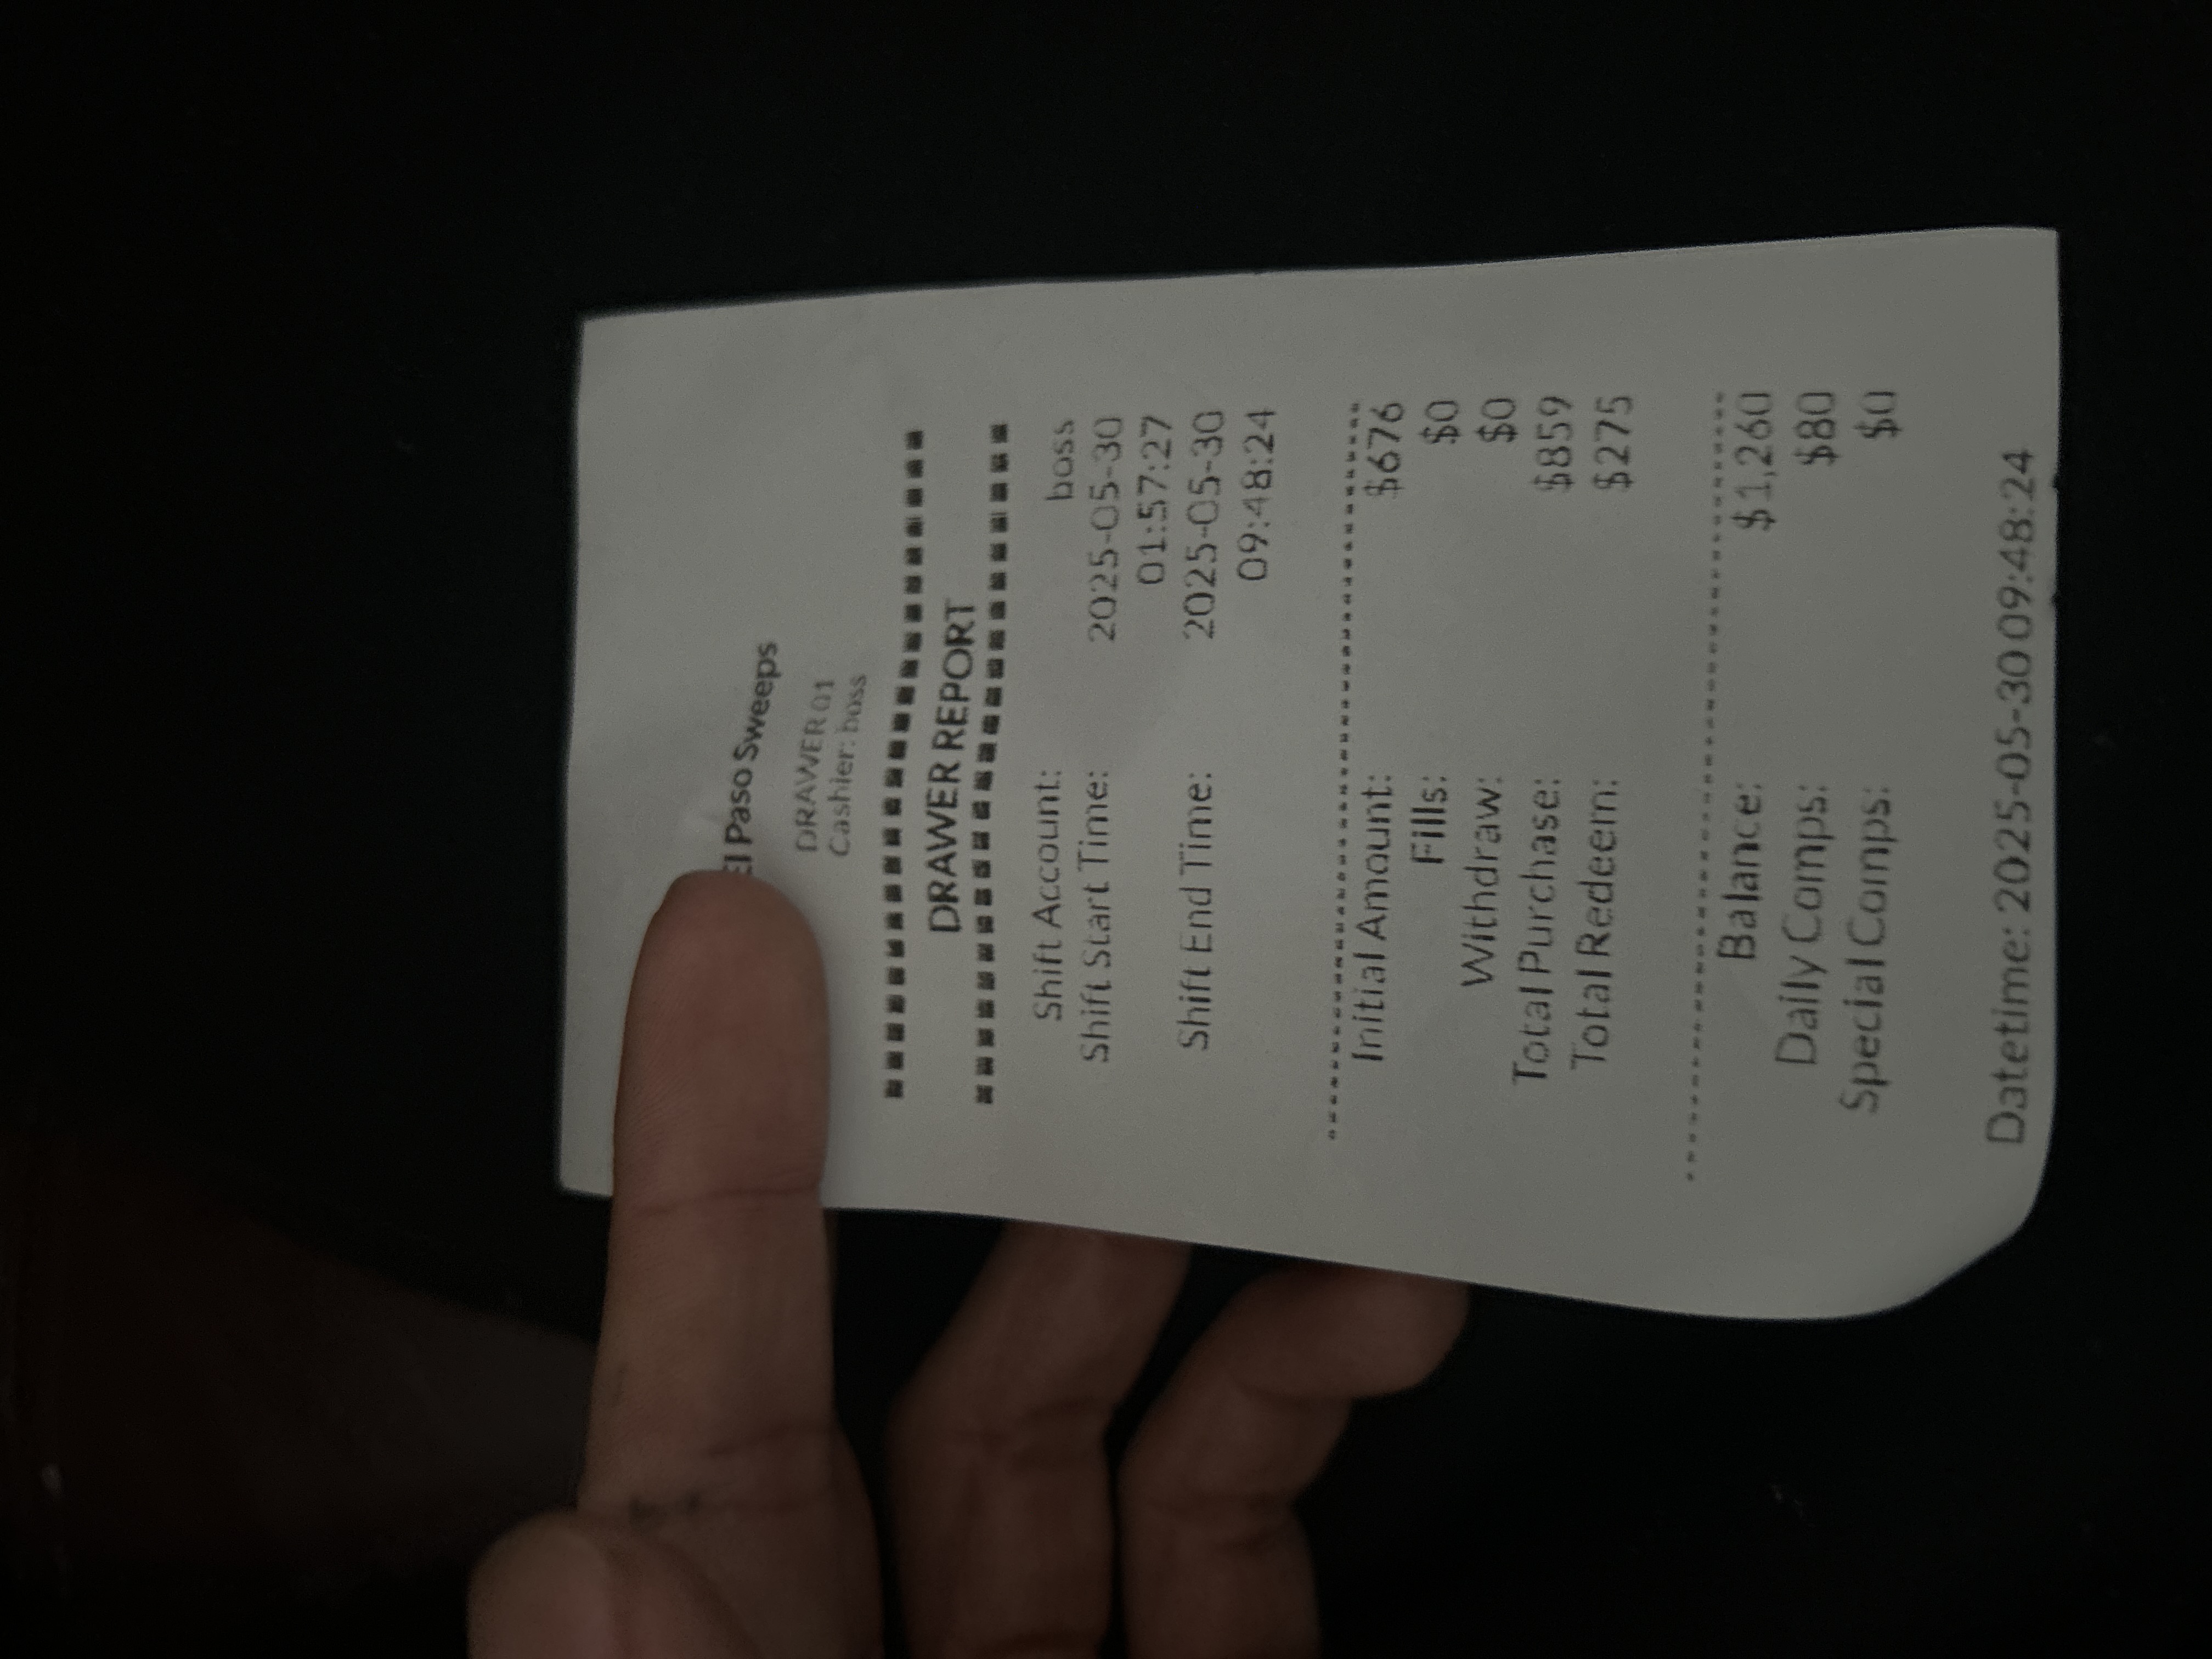 El Paso Sweeps
DRAWER 01
Cashier: boss
DRAWER REPORT
Shift Account: boss
Shift Start Time: 2025-05-30
01:57:27
Shift End Time: 2025-05-30
09:48:24
Initial Amount: $676
Fills: $0
Withdraw: $0
Total Purchase: $859
Total Redeem: $275
Balance: $1,260
Daily Comps: $80
Special Comps: $0
Datetime: 2025-05-30 09:48:24